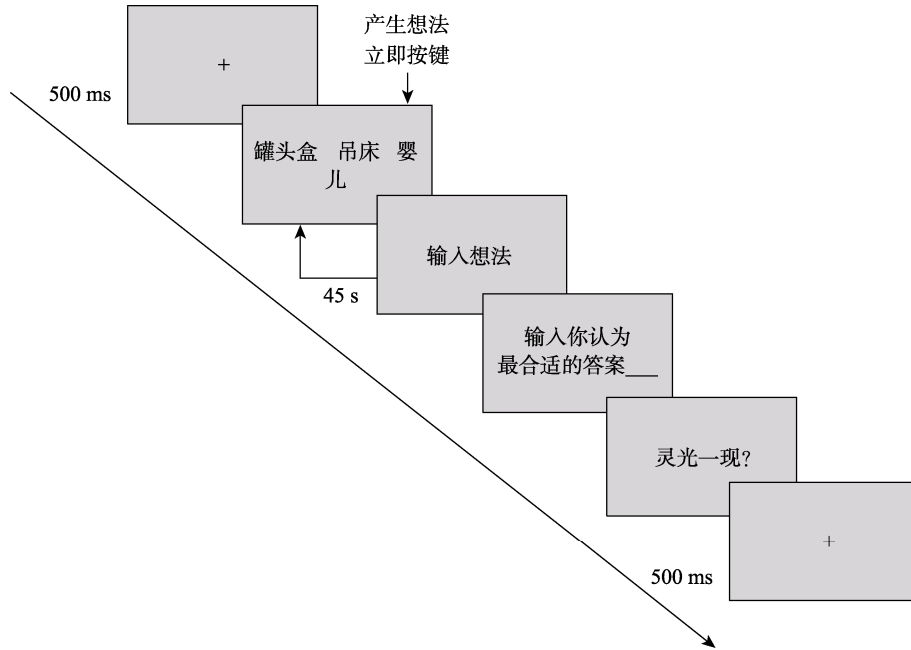 +
产生想法
立即按键
500 ms
罐头盒 吊床 婴
儿
输入想法
45 s
输入你认为
最合适的答案___
灵光一现?
+
500 ms